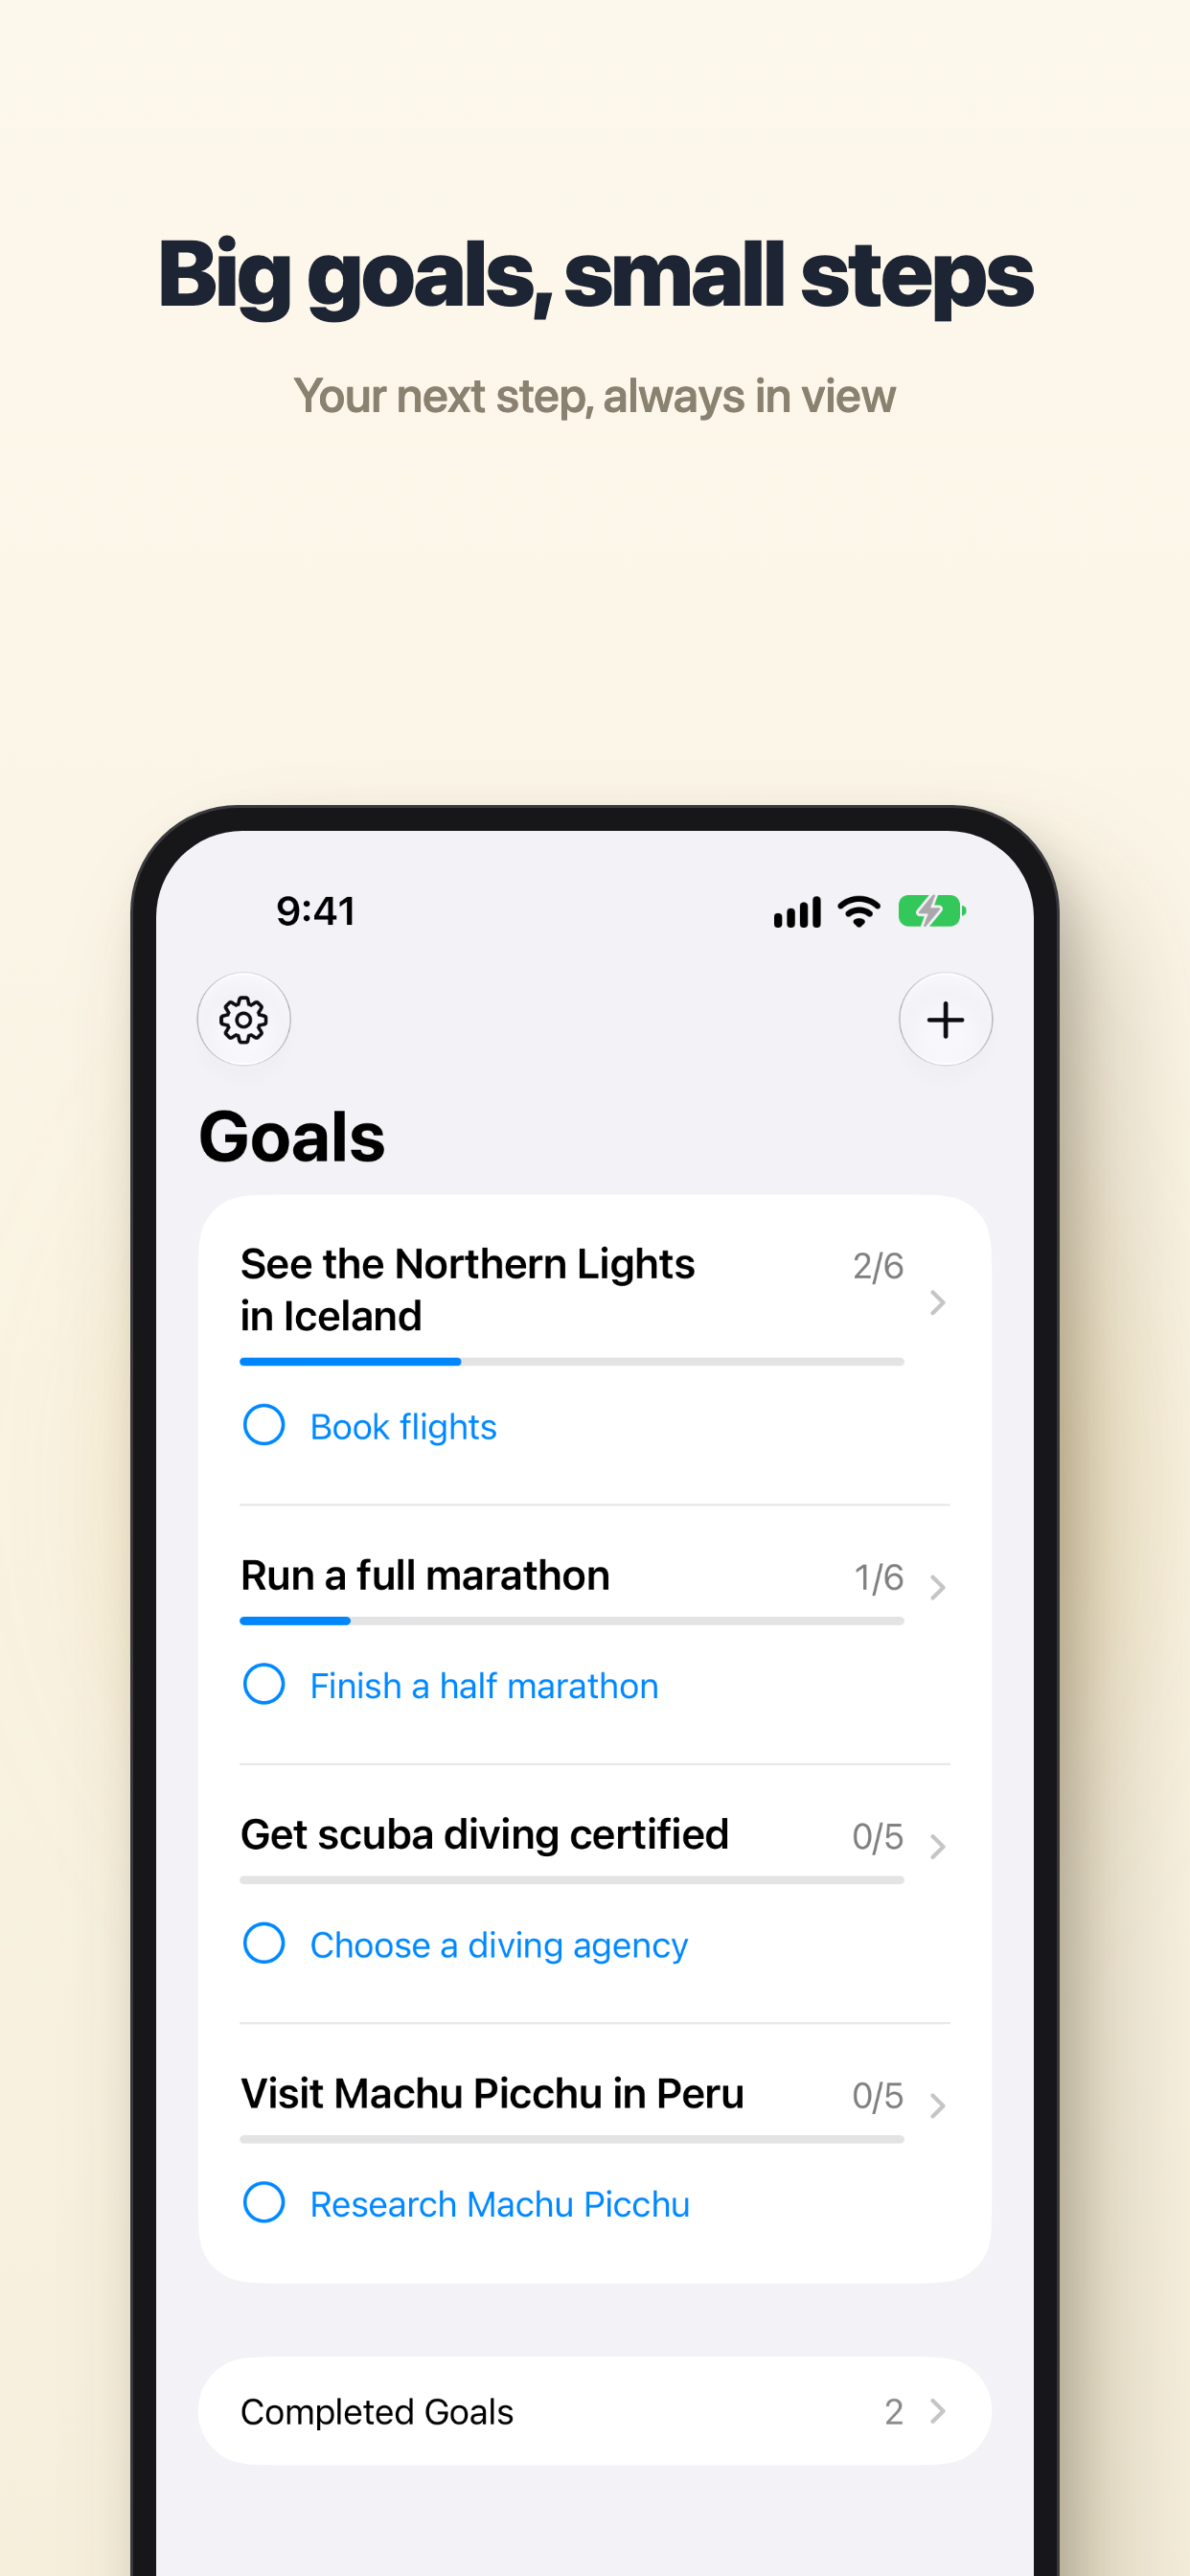 Big goals, small steps
Your next step, always in view
9:41
Goals
See the Northern Lights
in Iceland
2/6
Book flights
Run a full marathon
1/6
Finish a half marathon
Get scuba diving certified
0/5
Choose a diving agency
Visit Machu Picchu in Peru
0/5
Research Machu Picchu
Completed Goals
2